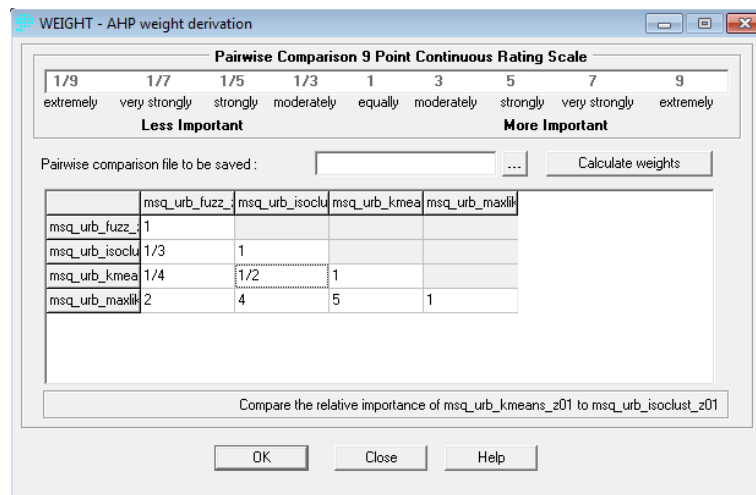 WEIGHT - AHP weight derivation
Pairwise Comparison 9 Point Continuous Rating Scale
1/9 1/7 1/5 1/3 1 3 5 7 9
extremely very strongly strongly moderately equally moderately strongly very strongly extremely
Less Important More Important
Pairwise comparison file to be saved : ... Calculate weights
msq_urb_fuzz_z msq_urb_isoclu msq_urb_kmea msq_urb_maxlik
msq_urb_fuzz_z 1
msq_urb_isoclu 1/3 1
msq_urb_kmea 1/4 1/2 1
msq_urb_maxlik 2 4 5 1
Compare the relative importance of msq_urb_kmeans_z01 to msq_urb_isoclust_z01
OK Close Help